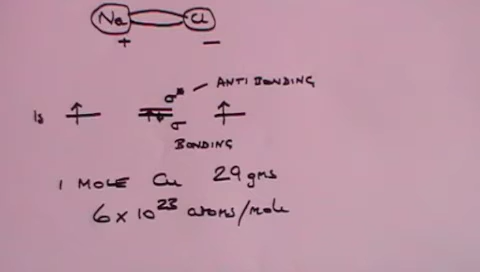 Na Cl
+ −
σ* ANTI BONDING
1s σ
BONDING
1 MOLE Cu 29 gms
6 x 10²³ atoms/mole